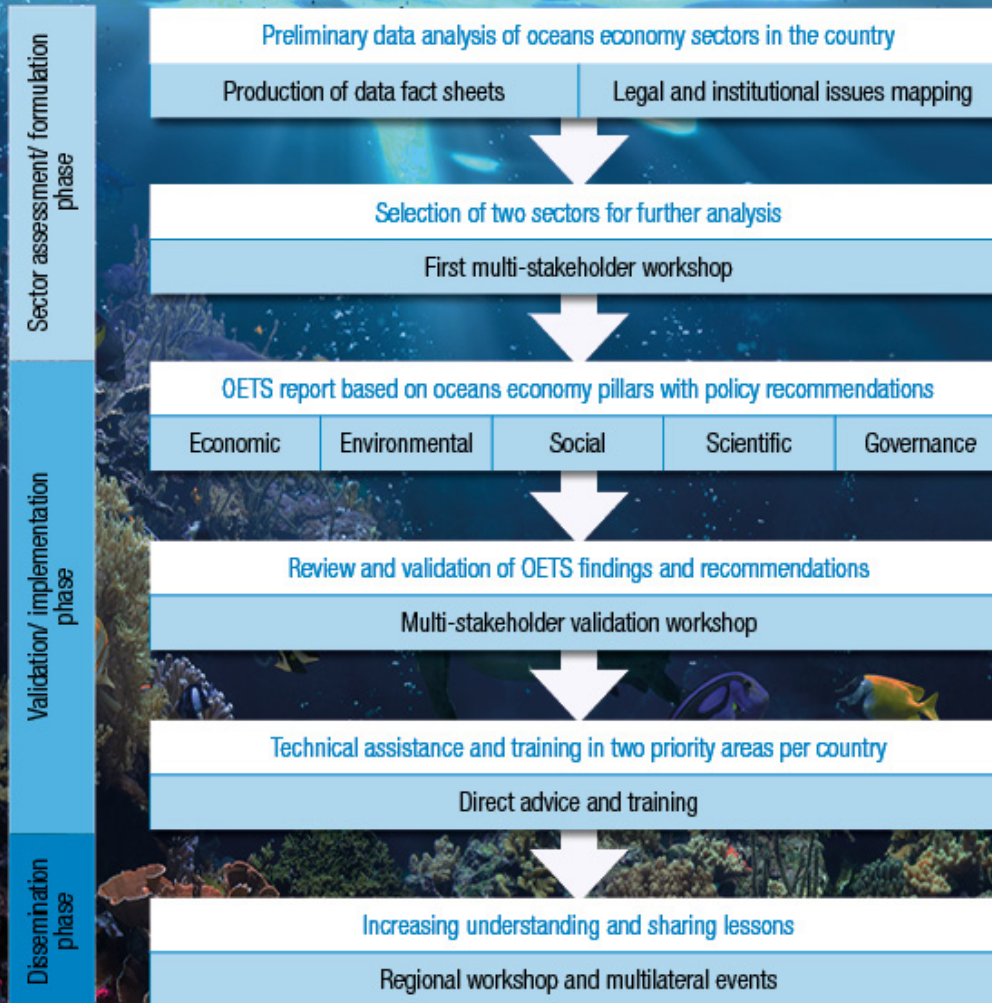 Sector assessment/ formulation
phase
Preliminary data analysis of oceans economy sectors in the country
Production of data fact sheets
Legal and institutional issues mapping
Selection of two sectors for further analysis
First multi-stakeholder workshop
Validation/ implementation
phase
OETS report based on oceans economy pillars with policy recommendations
Economic
Environmental
Social
Scientific
Governance
Review and validation of OETS findings and recommendations
Multi-stakeholder validation workshop
Technical assistance and training in two priority areas per country
Direct advice and training
Dissemination
phase
Increasing understanding and sharing lessons
Regional workshop and multilateral events